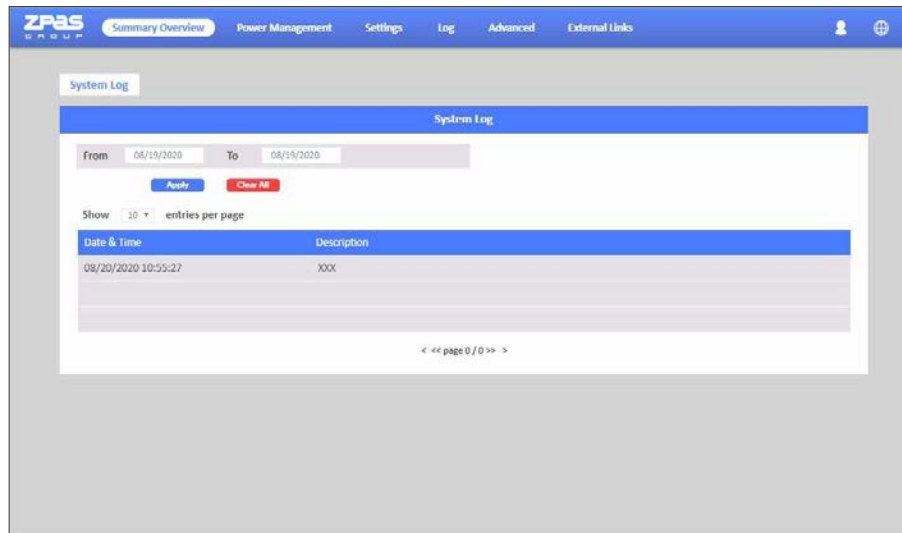 ZPAS GROUP Summary Overview Power Management Settings Log Advanced External Links
System Log
System Log
From 08/19/2020 To 08/19/2020
Apply Clear All
Show 10 entries per page
Date & Time Description
08/20/2020 10:55:27 XXX
< << page 0 / 0 >> >